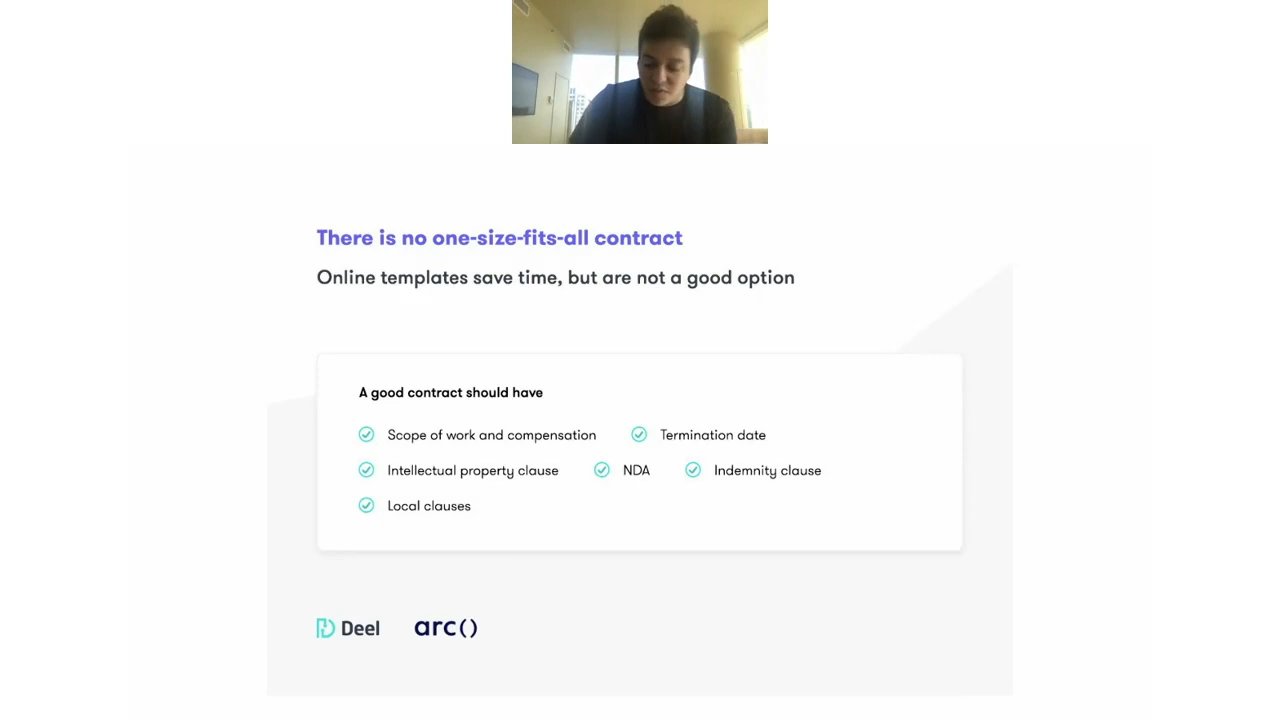 There is no one-size-fits-all contract
Online templates save time, but are not a good option
A good contract should have
Scope of work and compensation
Termination date
Intellectual property clause
NDA
Indemnity clause
Local clauses
Deel
arc()